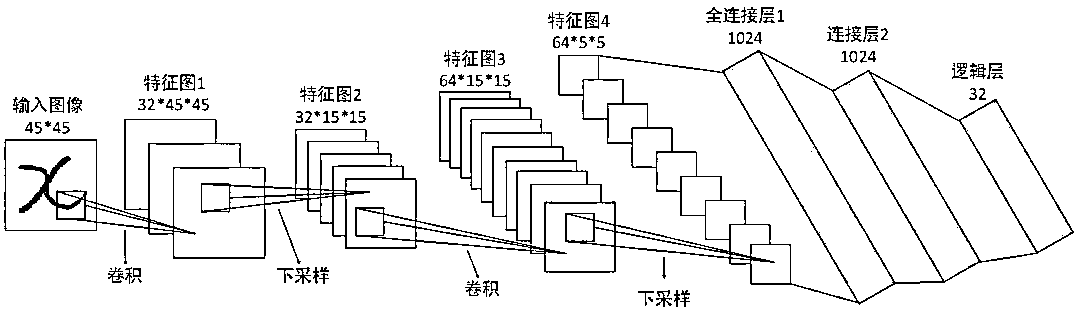 输入图像
45*45
特征图1
32*45*45
特征图2
32*15*15
特征图3
64*15*15
特征图4
64*5*5
全连接层1
1024
连接层2
1024
逻辑层
32
x
卷积
下采样
卷积
下采样